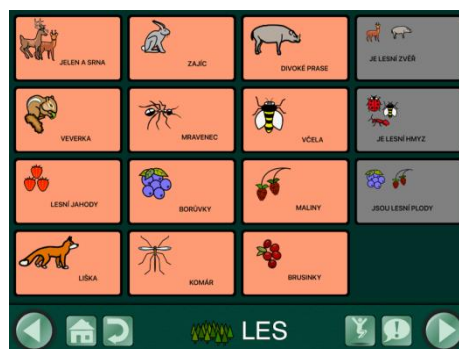 JELEN A SRNA
ZAJÍC
DIVOKÉ PRASE
JE LESNÍ ZVĚŘ
VEVERKA
MRAVENEC
VČELA
JE LESNÍ HMYZ
LESNÍ JAHODY
BORŮVKY
MALINY
JSOU LESNÍ PLODY
LIŠKA
KOMÁR
BRUSINKY
LES